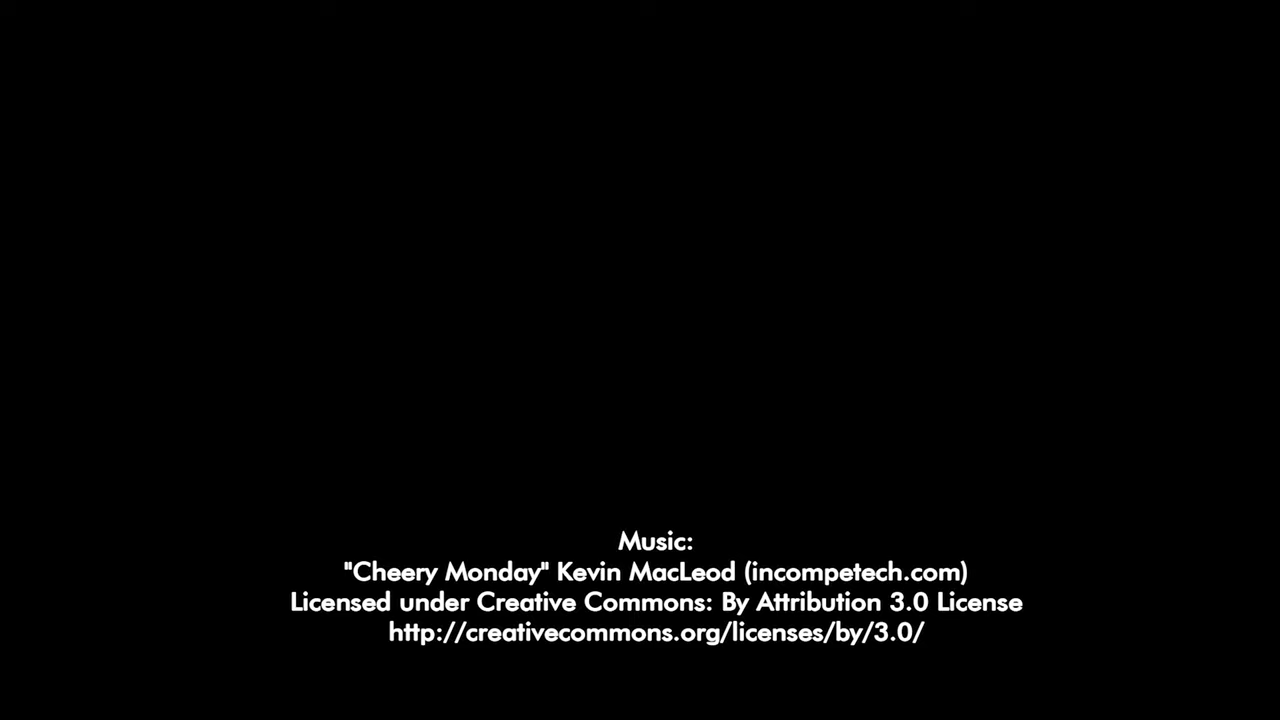 Music:
"Cheery Monday" Kevin MacLeod (incompetech.com)
Licensed under Creative Commons: By Attribution 3.0 License
http://creativecommons.org/licenses/by/3.0/